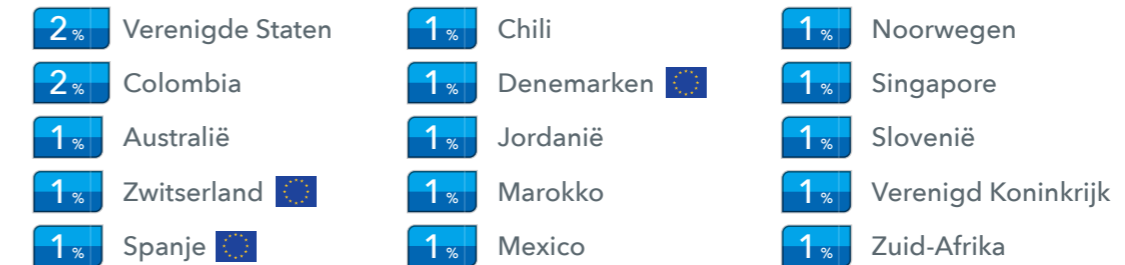 2% Verenigde Staten
2% Colombia
1% Australië
1% Zwitserland
1% Spanje
1% Chili
1% Denemarken
1% Jordanië
1% Marokko
1% Mexico
1% Noorwegen
1% Singapore
1% Slovenië
1% Verenigd Koninkrijk
1% Zuid-Afrika